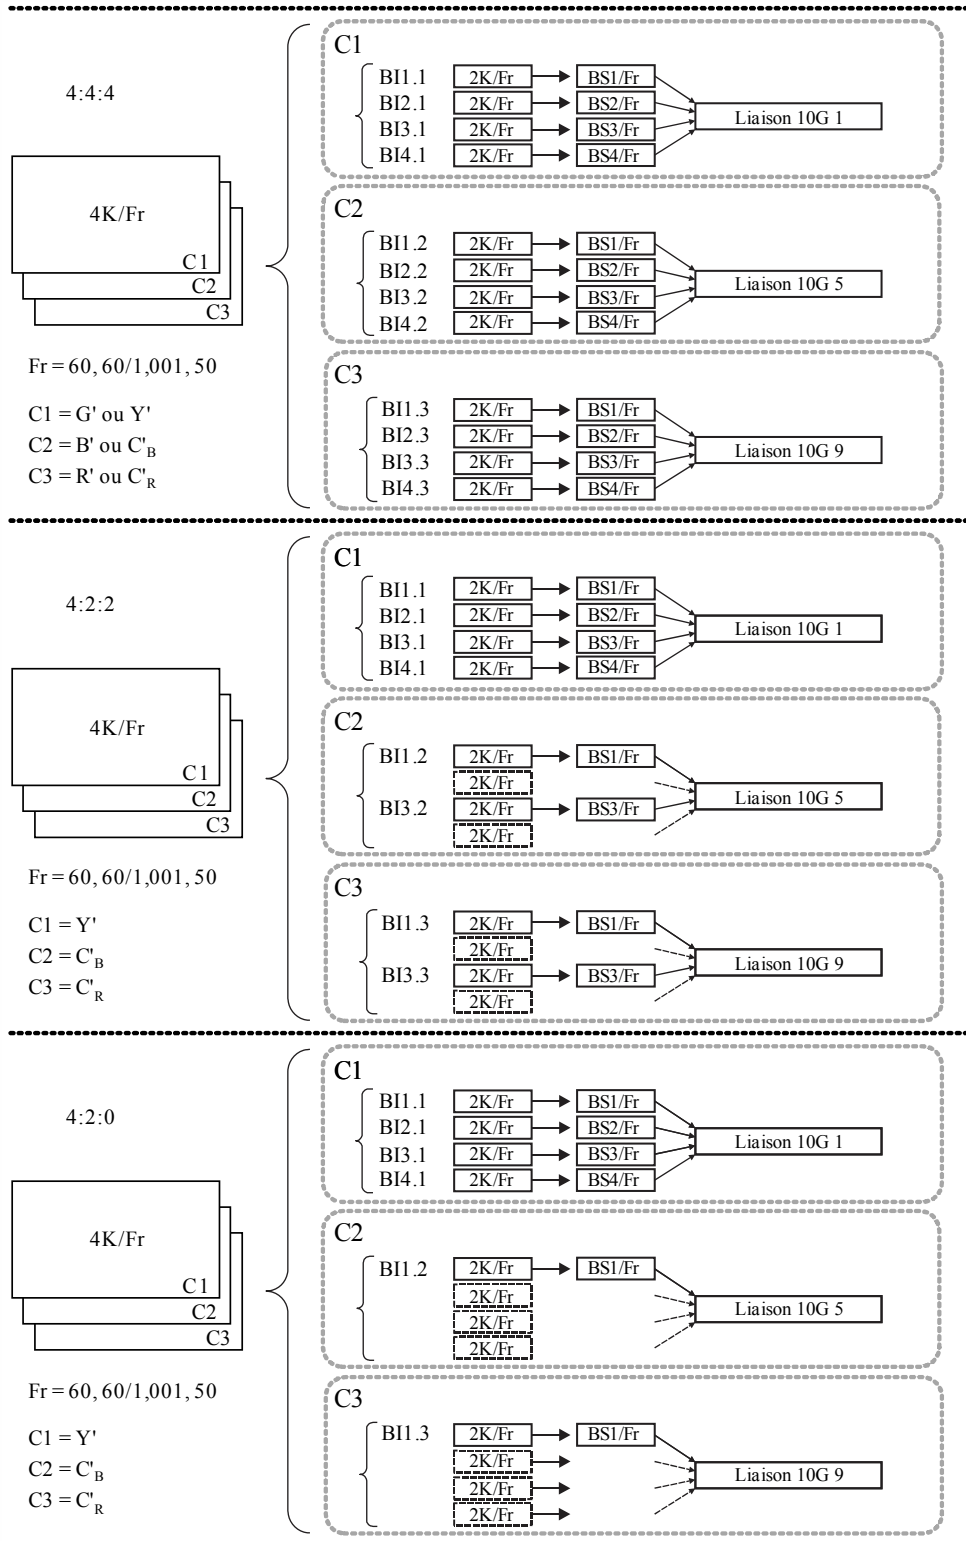 4:4:4
4K/Fr
C1
C2
C3
Fr = 60, 60/1,001, 50
C1 = G' ou Y'
C2 = B' ou C'B
C3 = R' ou C'R
C1
BI1.1 2K/Fr BS1/Fr
BI2.1 2K/Fr BS2/Fr
BI3.1 2K/Fr BS3/Fr
BI4.1 2K/Fr BS4/Fr
Liaison 10G 1
C2
BI1.2 2K/Fr BS1/Fr
BI2.2 2K/Fr BS2/Fr
BI3.2 2K/Fr BS3/Fr
BI4.2 2K/Fr BS4/Fr
Liaison 10G 5
C3
BI1.3 2K/Fr BS1/Fr
BI2.3 2K/Fr BS2/Fr
BI3.3 2K/Fr BS3/Fr
BI4.3 2K/Fr BS4/Fr
Liaison 10G 9
4:2:2
4K/Fr
C1
C2
C3
Fr = 60, 60/1,001, 50
C1 = Y'
C2 = C'B
C3 = C'R
C1
BI1.1 2K/Fr BS1/Fr
BI2.1 2K/Fr BS2/Fr
BI3.1 2K/Fr BS3/Fr
BI4.1 2K/Fr BS4/Fr
Liaison 10G 1
C2
BI1.2 2K/Fr BS1/Fr
2K/Fr
BI3.2 2K/Fr BS3/Fr
2K/Fr
Liaison 10G 5
C3
BI1.3 2K/Fr BS1/Fr
2K/Fr
BI3.3 2K/Fr BS3/Fr
2K/Fr
Liaison 10G 9
4:2:0
4K/Fr
C1
C2
C3
Fr = 60, 60/1,001, 50
C1 = Y'
C2 = C'B
C3 = C'R
C1
BI1.1 2K/Fr BS1/Fr
BI2.1 2K/Fr BS2/Fr
BI3.1 2K/Fr BS3/Fr
BI4.1 2K/Fr BS4/Fr
Liaison 10G 1
C2
BI1.2 2K/Fr BS1/Fr
2K/Fr
2K/Fr
2K/Fr
Liaison 10G 5
C3
BI1.3 2K/Fr BS1/Fr
2K/Fr
2K/Fr
2K/Fr
Liaison 10G 9